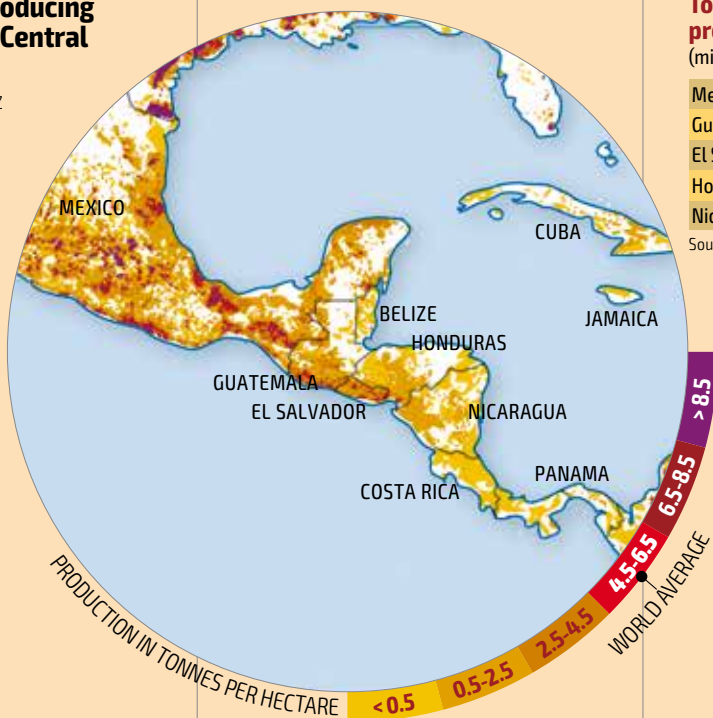 Central
MEXICO
CUBA
BELIZE
JAMAICA
HONDURAS
GUATEMALA
EL SALVADOR
NICARAGUA
COSTA RICA
PANAMA
PRODUCTION IN TONNES PER HECTARE
< 0.5
0.5-2.5
2.5-4.5
4.5-6.5
6.5-8.5
> 8.5
WORLD AVERAGE